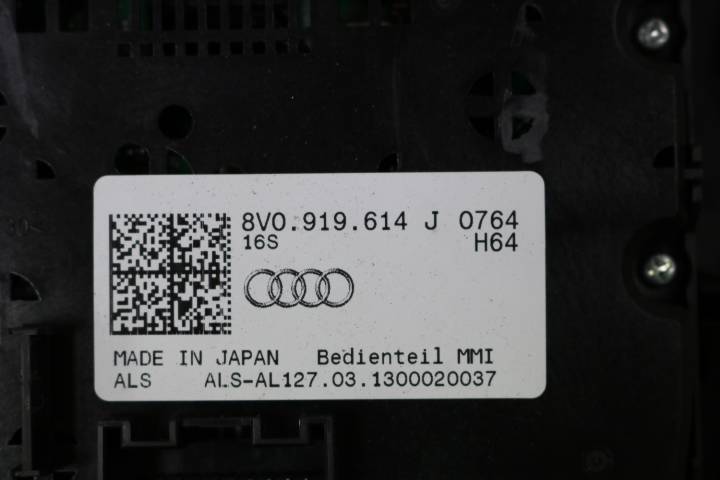 8V0.919.614 J 0764
16S H64
MADE IN JAPAN Bedienteil MMI
ALS ALS-AL127.03.1300020037